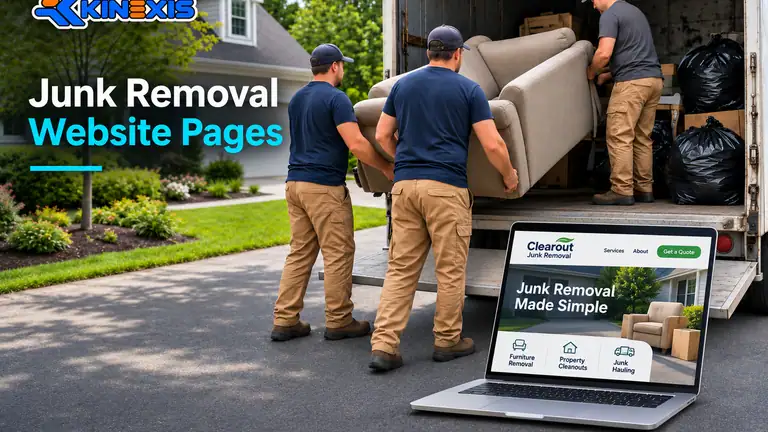 KINEXIS
Junk Removal
Website Pages
Clearout
Junk Removal
Services
About
Get a Quote
Junk Removal
Made Simple
Furniture
Removal
Property
Cleanouts
Junk
Hauling